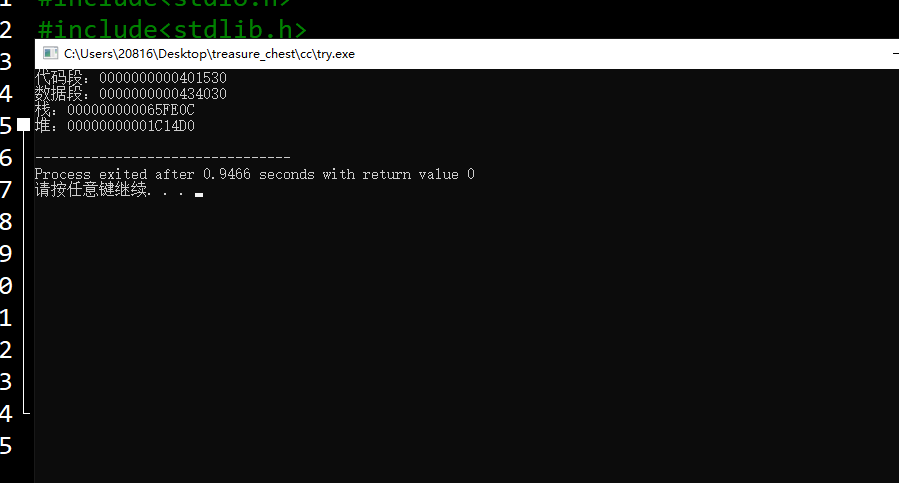 1 #include<stdio.h>
2 #include<stdlib.h>
3 C:\Users\20816\Desktop\treasure_chest\cc\try.exe
代码段：0000000000401530
4 数据段：0000000000434030
栈：000000000065FE0C
5 堆：00000000001C14D0
6 --------------------------------
Process exited after 0.9466 seconds with return value 0
7 请按任意键继续. . .
8
9
0
1
2
3
4
5